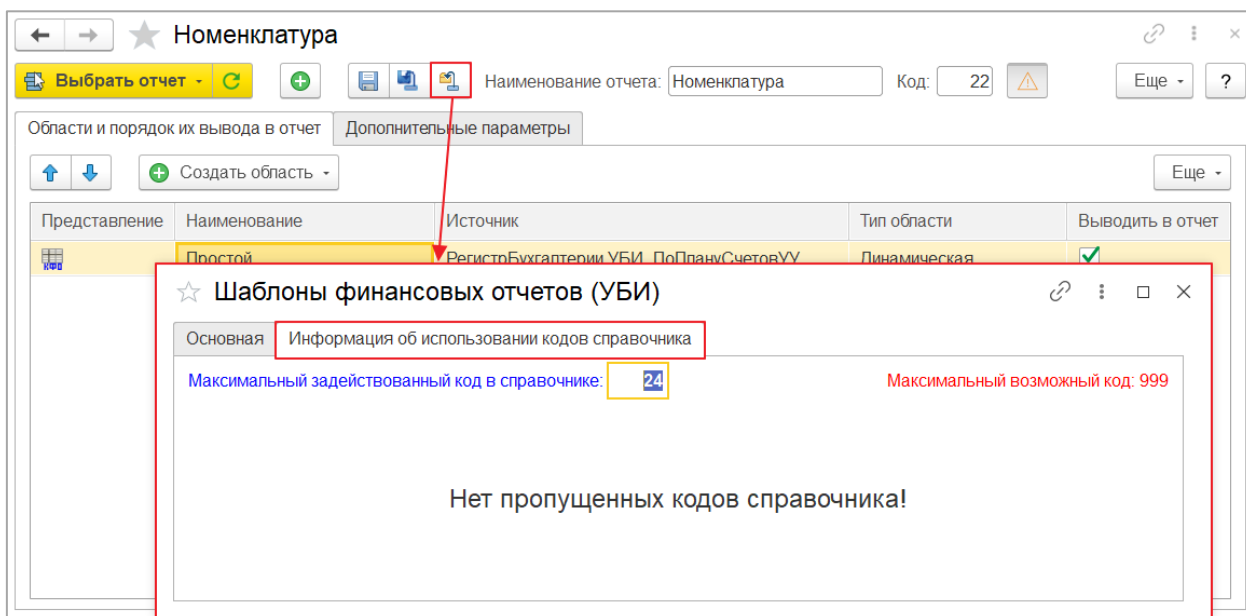 Номенклатура
Выбрать отчет
Наименование отчета: Номенклатура Код: 22 Еще ?
Области и порядок их вывода в отчет Дополнительные параметры
Создать область Еще
Представление Наименование Источник Тип области Выводить в отчет
КФО Простой РегистрБухгалтерии.УБИ_ПоПлануСчетовУУ Динамическая
Шаблоны финансовых отчетов (УБИ)
Основная Информация об использовании кодов справочника
Максимальный задействованный код в справочнике: 24 Максимальный возможный код: 999
Нет пропущенных кодов справочника!